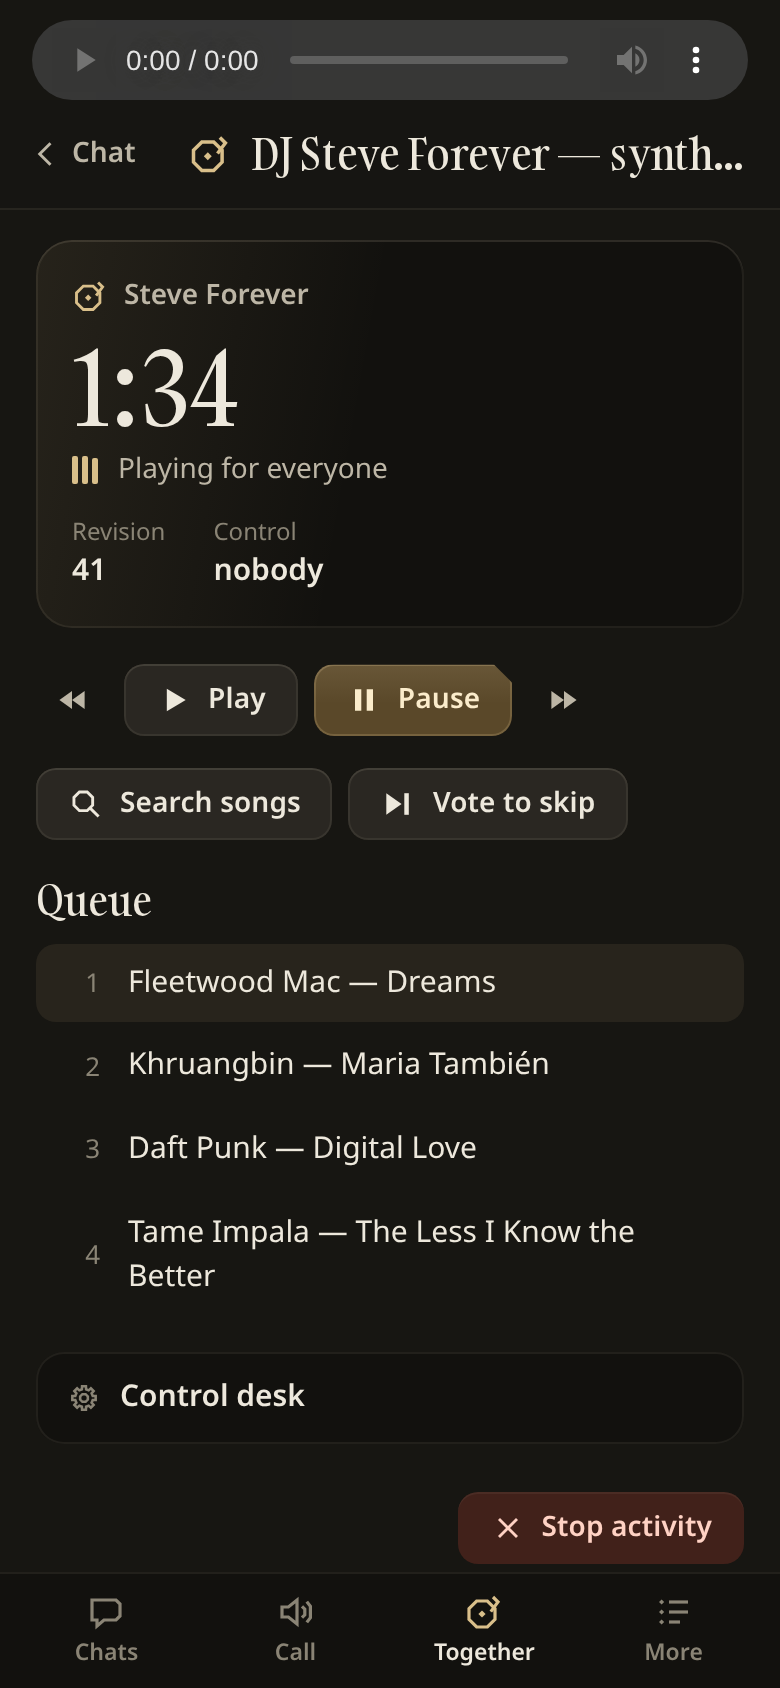 0:00 / 0:00
Chat
DJ Steve Forever — synth...
Steve Forever
1:34
Playing for everyone
Revision Control
41 nobody
Play Pause
Search songs Vote to skip
Queue
1 Fleetwood Mac — Dreams
2 Khruangbin — Maria También
3 Daft Punk — Digital Love
4 Tame Impala — The Less I Know the
Better
Control desk
Stop activity
Chats Call Together More